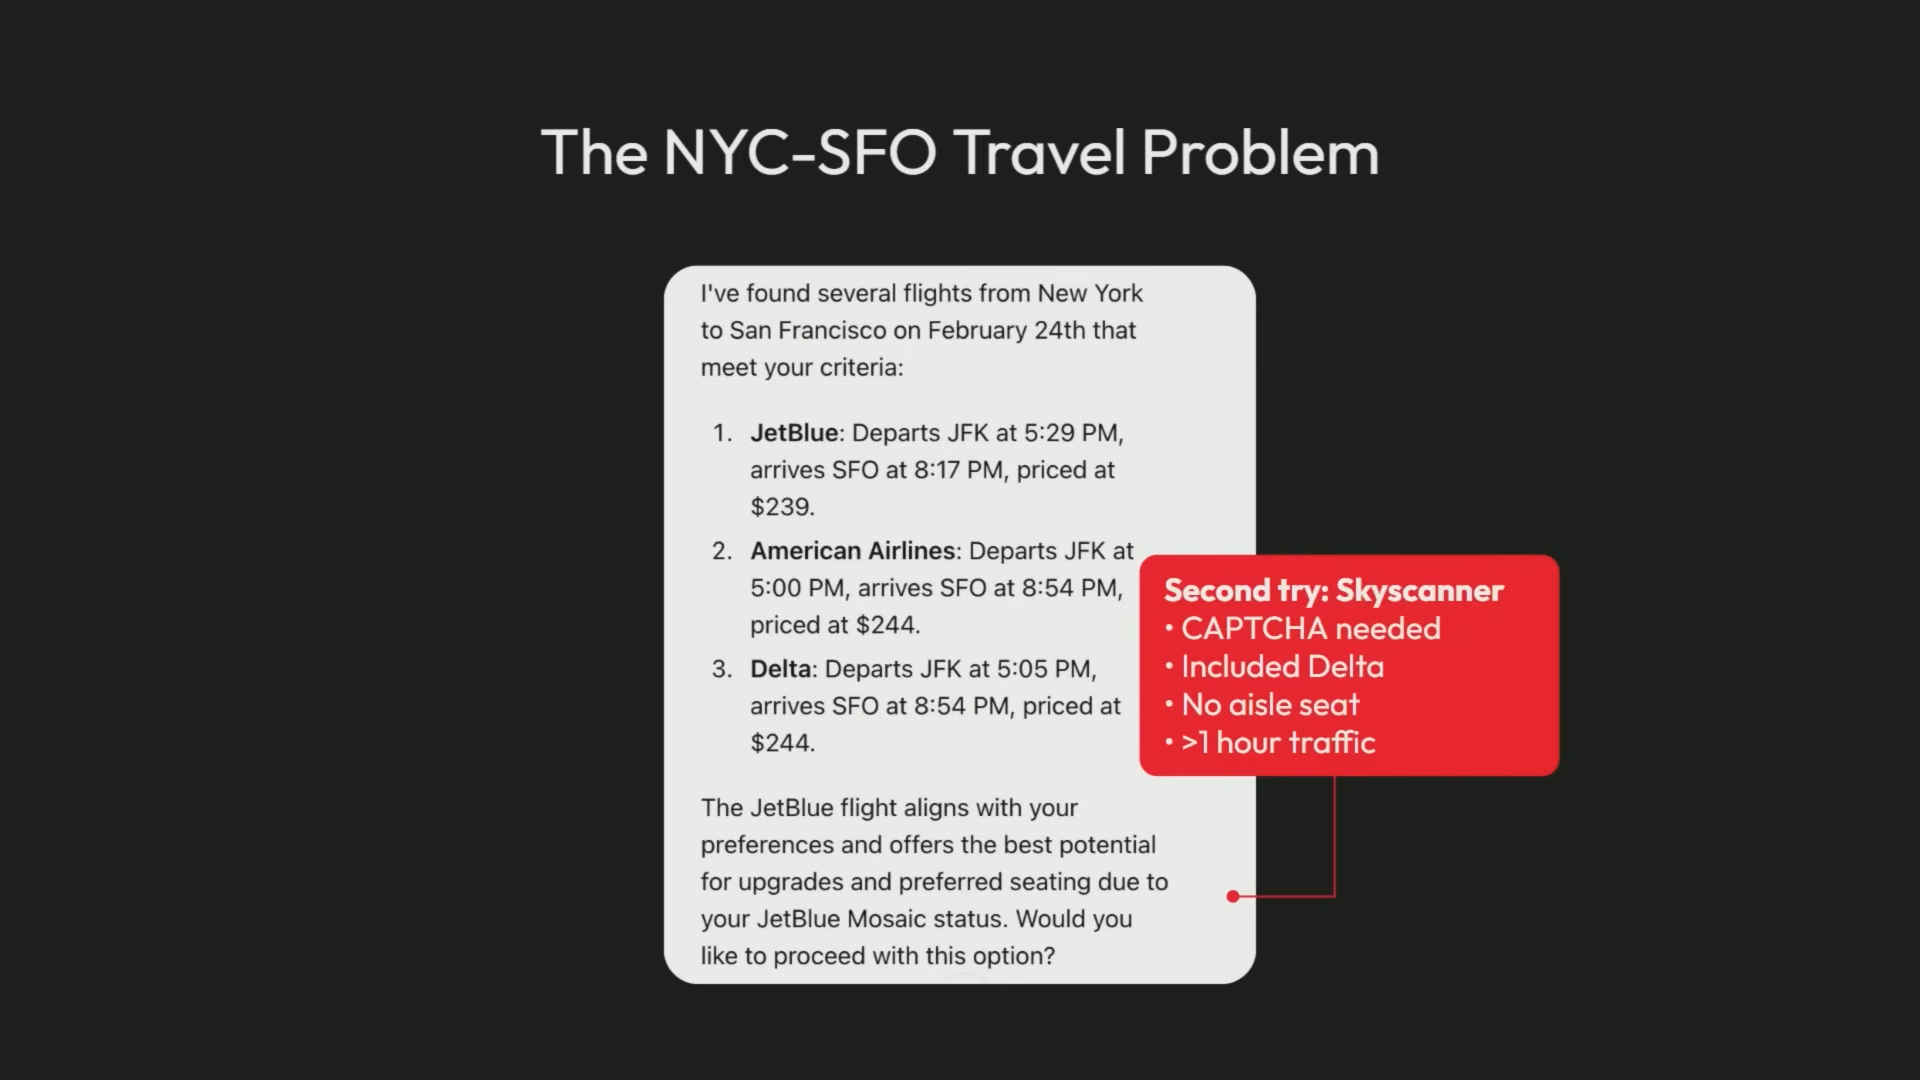 The NYC-SFO Travel Problem
I've found several flights from New York
to San Francisco on February 24th that
meet your criteria:
1. JetBlue: Departs JFK at 5:29 PM,
arrives SFO at 8:17 PM, priced at
$239.
2. American Airlines: Departs JFK at
5:00 PM, arrives SFO at 8:54 PM,
priced at $244.
3. Delta: Departs JFK at 5:05 PM,
arrives SFO at 8:54 PM, priced at
$244.
The JetBlue flight aligns with your
preferences and offers the best potential
for upgrades and preferred seating due to
your JetBlue Mosaic status. Would you
like to proceed with this option?
Second try: Skyscanner
• CAPTCHA needed
• Included Delta
• No aisle seat
• >1 hour traffic